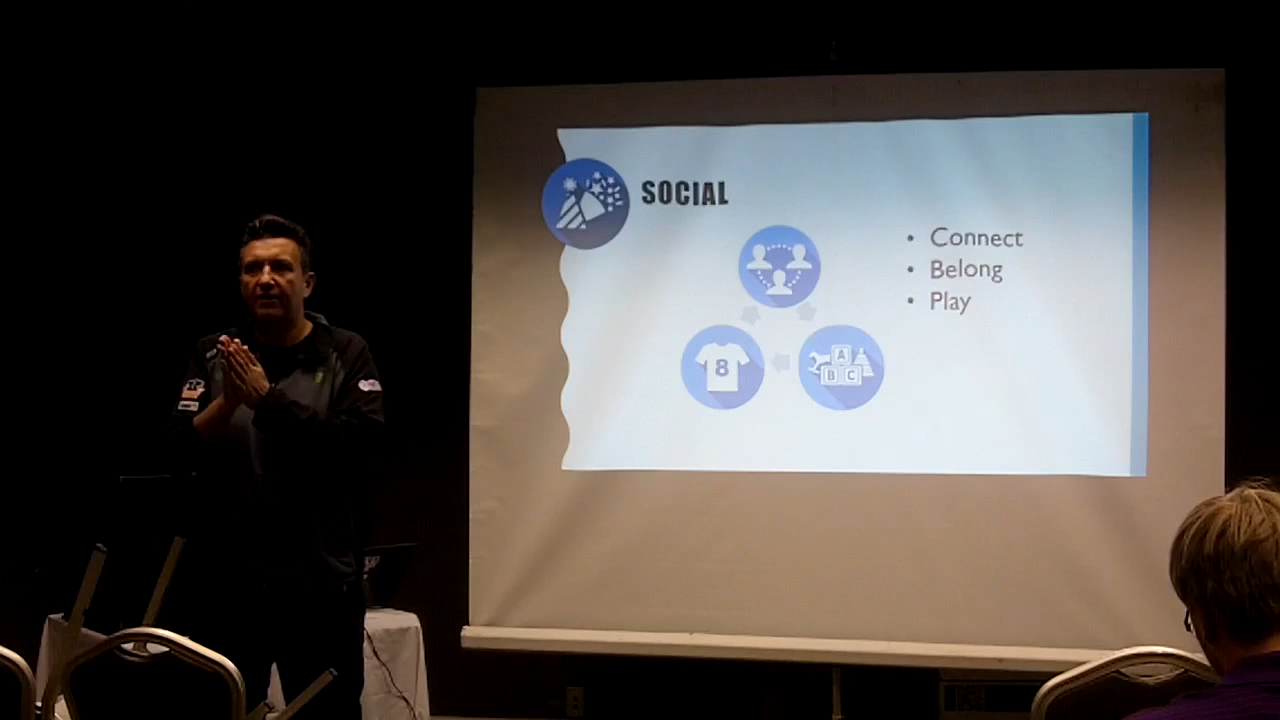 SOCIAL
• Connect
• Belong
• Play
8
A
B C